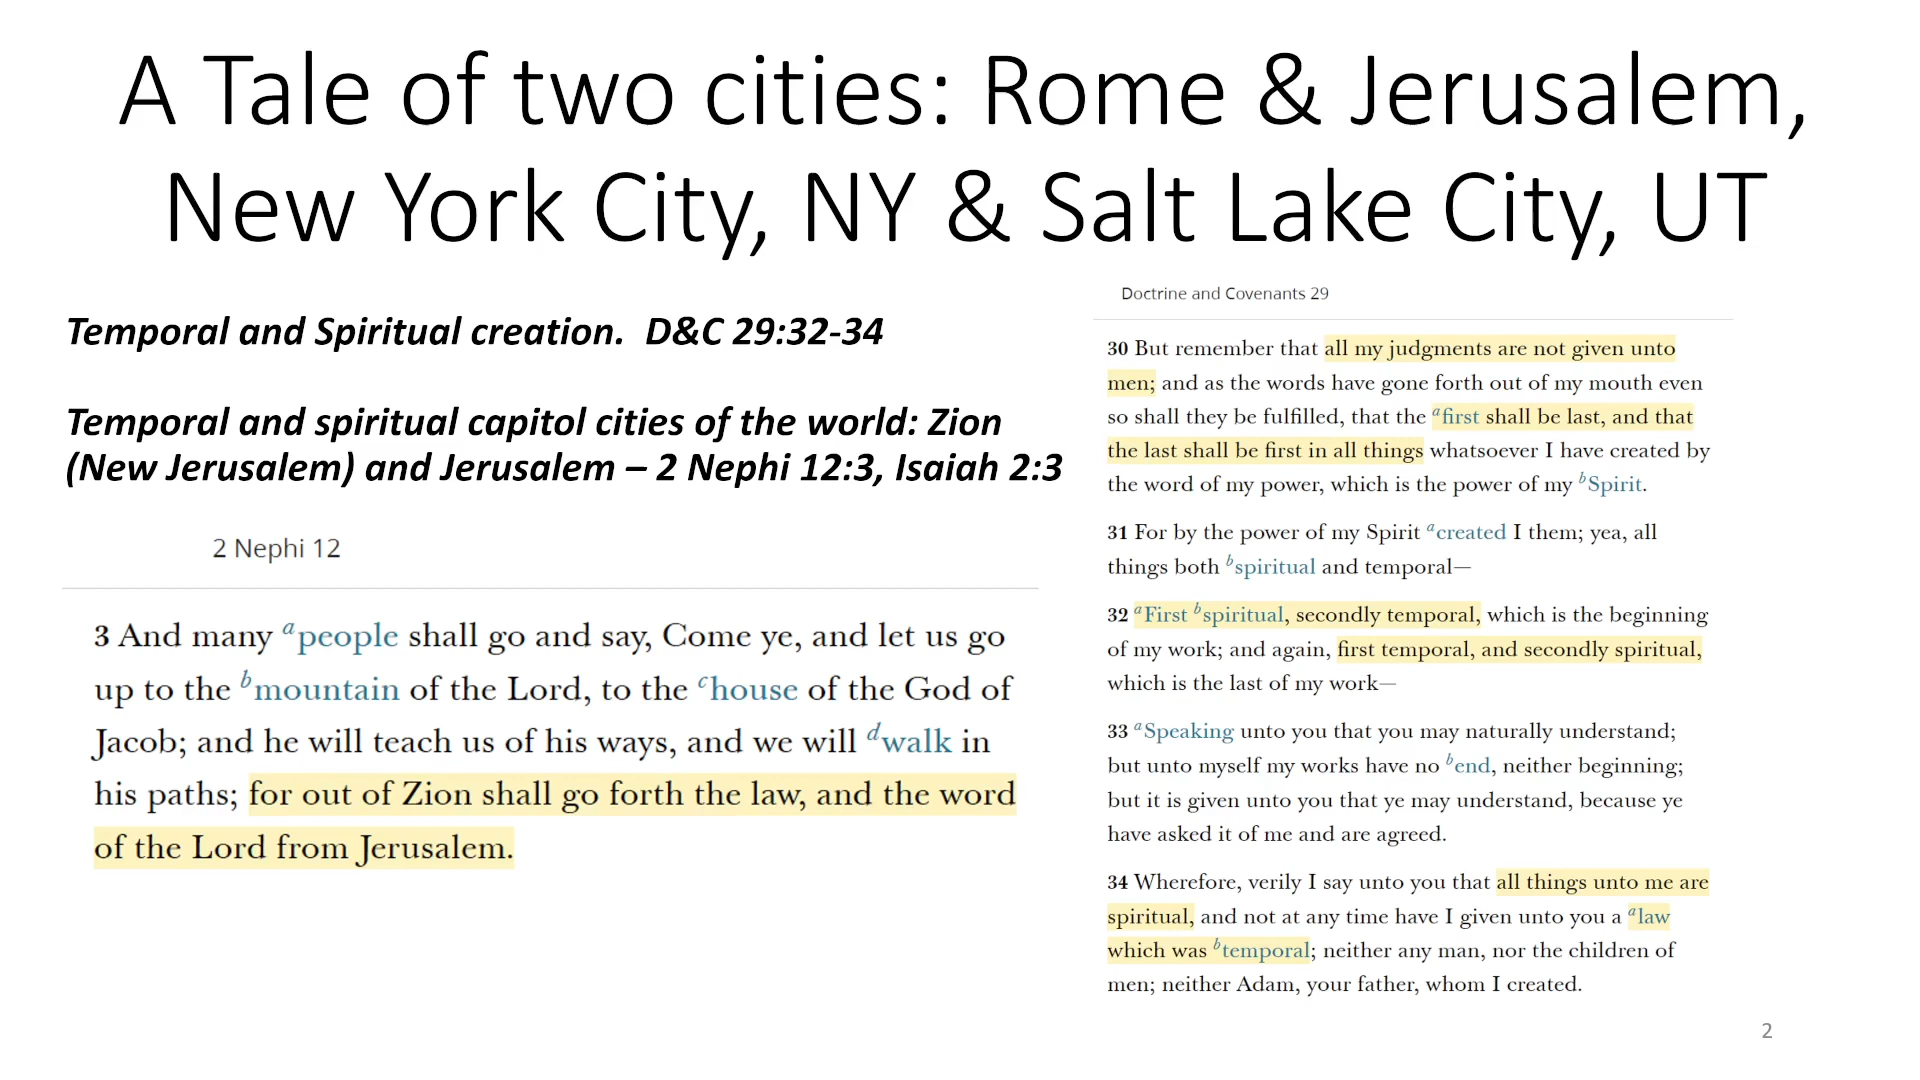 A Tale of two cities: Rome & Jerusalem,
New York City, NY & Salt Lake City, UT
Temporal and Spiritual creation.  D&C 29:32-34
Temporal and spiritual capitol cities of the world: Zion
(New Jerusalem) and Jerusalem – 2 Nephi 12:3, Isaiah 2:3
2 Nephi 12
3 And many a people shall go and say, Come ye, and let us go
up to the b mountain of the Lord, to the c house of the God of
Jacob; and he will teach us of his ways, and we will d walk in
his paths; for out of Zion shall go forth the law, and the word
of the Lord from Jerusalem.
Doctrine and Covenants 29
30 But remember that all my judgments are not given unto
men; and as the words have gone forth out of my mouth even
so shall they be fulfilled, that the a first shall be last, and that
the last shall be first in all things whatsoever I have created by
the word of my power, which is the power of my b Spirit.
31 For by the power of my Spirit a created I them; yea, all
things both b spiritual and temporal—
32 a First b spiritual, secondly temporal, which is the beginning
of my work; and again, first temporal, and secondly spiritual,
which is the last of my work—
33 a Speaking unto you that you may naturally understand;
but unto myself my works have no b end, neither beginning;
but it is given unto you that ye may understand, because ye
have asked it of me and are agreed.
34 Wherefore, verily I say unto you that all things unto me are
spiritual, and not at any time have I given unto you a a law
which was b temporal; neither any man, nor the children of
men; neither Adam, your father, whom I created.
2